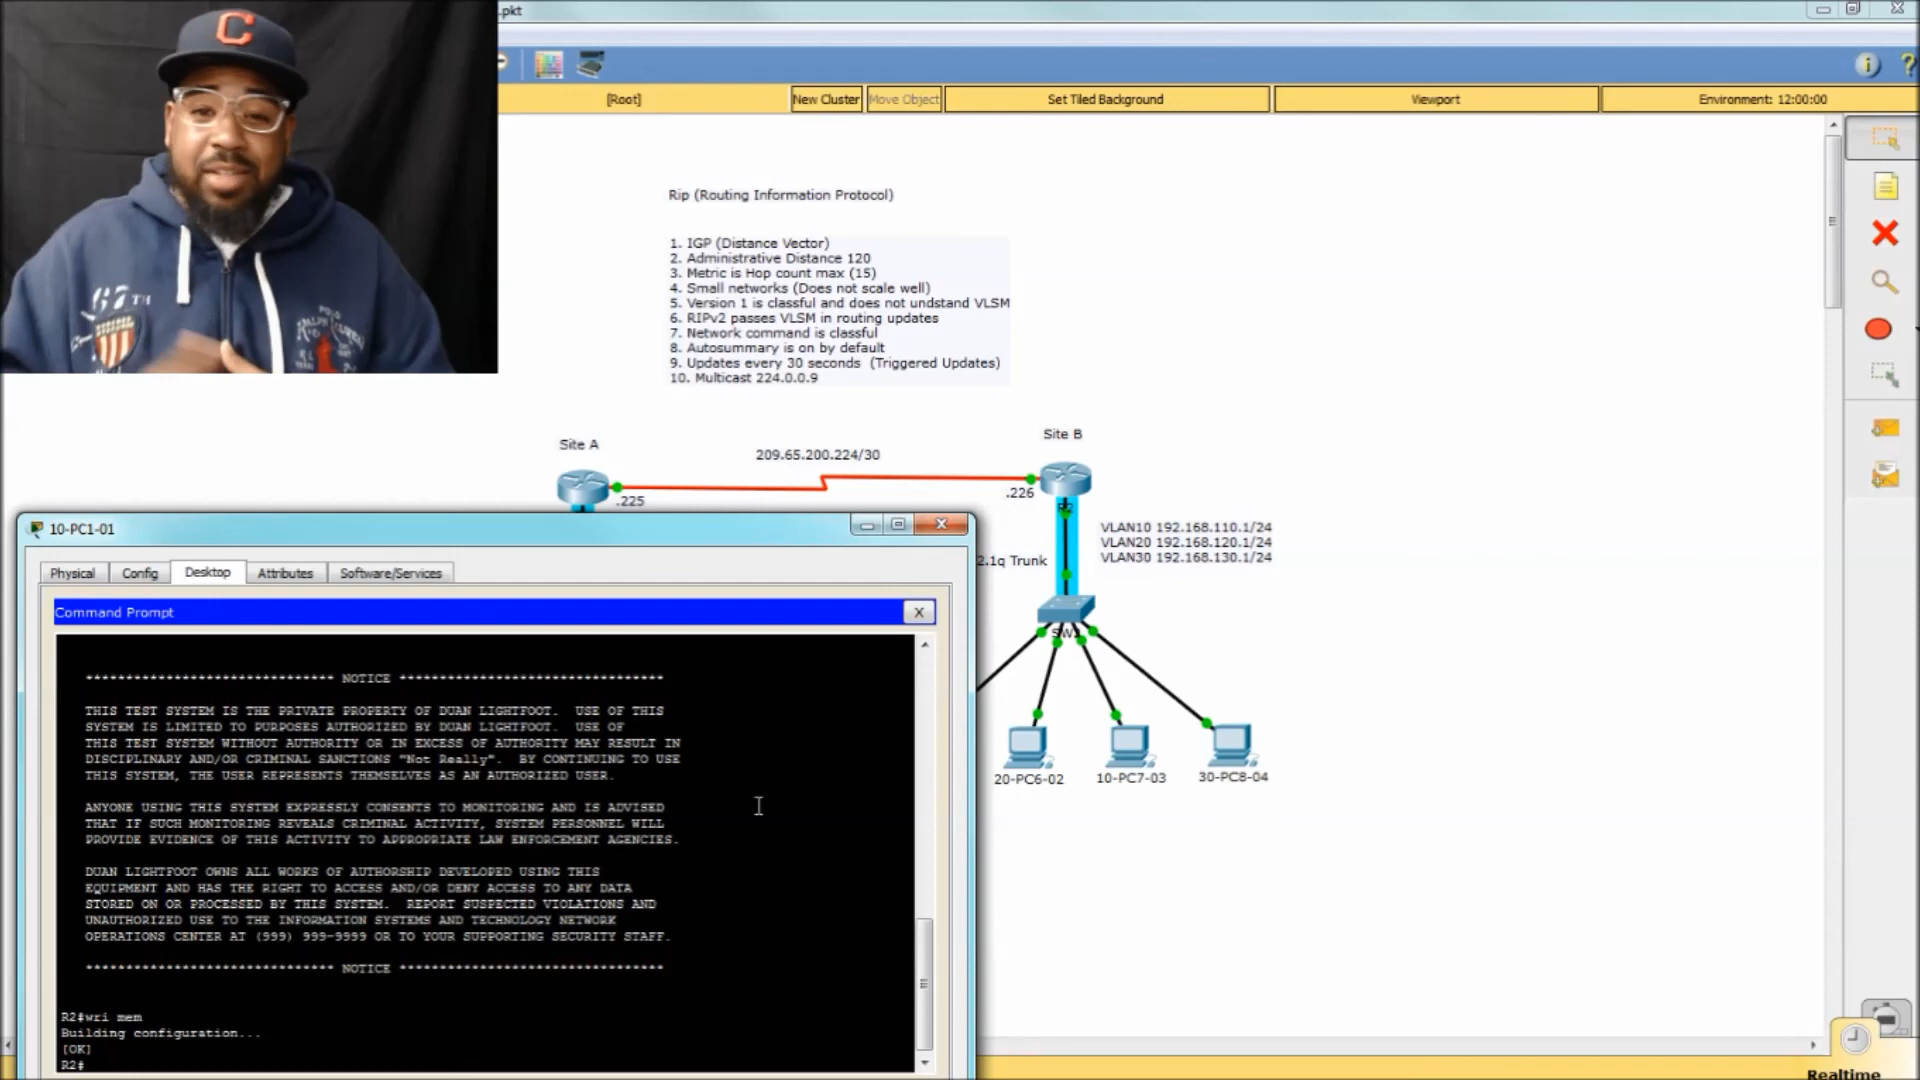 .pkt
[Root]
New Cluster
Move Object
Set Tiled Background
Viewport
Environment: 12:00:00
C
67TH
POLO
Rip (Routing Information Protocol)
1. IGP (Distance Vector)
2. Administrative Distance 120
3. Metric is Hop count max (15)
4. Small networks (Does not scale well)
5. Version 1 is classful and does not undstand VLSM
6. RIPv2 passes VLSM in routing updates
7. Network command is classful
8. Autosummary is on by default
9. Updates every 30 seconds (Triggered Updates)
10. Multicast 224.0.0.9
Site A
209.65.200.224/30
Site B
.225
.226
R2
VLAN10 192.168.110.1/24
VLAN20 192.168.120.1/24
VLAN30 192.168.130.1/24
2.1q Trunk
SW2
20-PC6-02
10-PC7-03
30-PC8-04
10-PC1-01
Physical
Config
Desktop
Attributes
Software/Services
Command Prompt
X
****************************** NOTICE ********************************
THIS TEST SYSTEM IS THE PRIVATE PROPERTY OF DUAN LIGHTFOOT. USE OF THIS
SYSTEM IS LIMITED TO PURPOSES AUTHORIZED BY DUAN LIGHTFOOT. USE OF
THIS TEST SYSTEM WITHOUT AUTHORITY OR IN EXCESS OF AUTHORITY MAY RESULT IN
DISCIPLINARY AND/OR CRIMINAL SANCTIONS "Not Really". BY CONTINUING TO USE
THIS SYSTEM, THE USER REPRESENTS THEMSELVES AS AN AUTHORIZED USER.
ANYONE USING THIS SYSTEM EXPRESSLY CONSENTS TO MONITORING AND IS ADVISED
THAT IF SUCH MONITORING REVEALS CRIMINAL ACTIVITY, SYSTEM PERSONNEL WILL
PROVIDE EVIDENCE OF THIS ACTIVITY TO APPROPRIATE LAW ENFORCEMENT AGENCIES.
DUAN LIGHTFOOT OWNS ALL WORKS OF AUTHORSHIP DEVELOPED USING THIS
EQUIPMENT AND HAS THE RIGHT TO ACCESS AND/OR DENY ACCESS TO ANY DATA
STORED ON OR PROCESSED BY THIS SYSTEM. REPORT SUSPECTED VIOLATIONS AND
UNAUTHORIZED USE TO THE INFORMATION SYSTEMS AND TECHNOLOGY NETWORK
OPERATIONS CENTER AT (999) 999-9999 OR TO YOUR SUPPORTING SECURITY STAFF.
****************************** NOTICE ********************************
R2#wri mem
Building configuration...
[OK]
R2#
Realtime